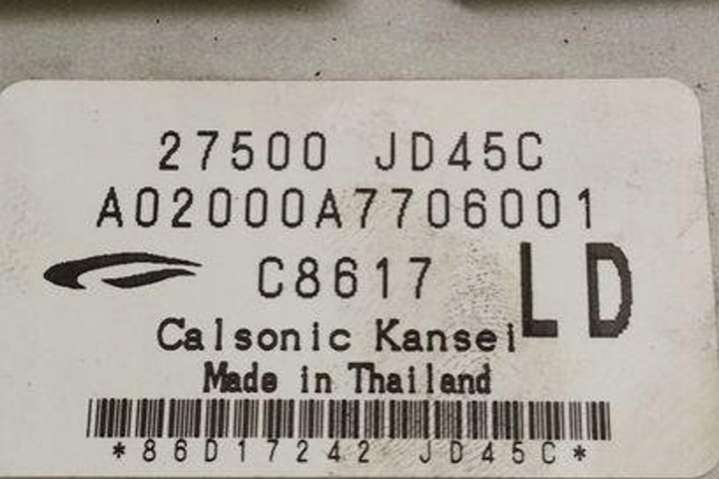 27500 JD45C
A02000A7706001
C8617 LD
Calsonic Kansei
Made in Thailand
*86D17242 JD45C*